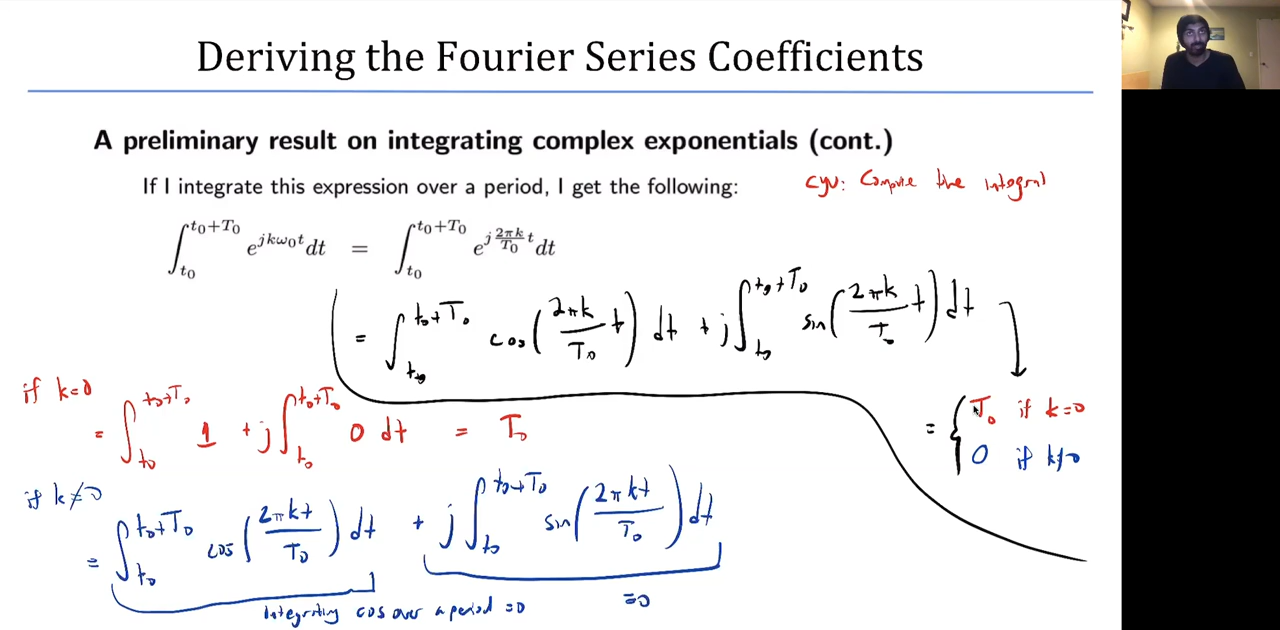 Deriving the Fourier Series Coefficients
A preliminary result on integrating complex exponentials (cont.)
If I integrate this expression over a period, I get the following:
CYU: Compute the integral
∫_{t₀}^{t₀+T₀} e^{jkω₀t} dt = ∫_{t₀}^{t₀+T₀} e^{j(2πk/T₀)t} dt
= ∫_{t₀}^{t₀+T₀} cos(2πk/T₀ t) dt + j∫_{t₀}^{t₀+T₀} sin(2πk/T₀ t) dt
if k=0
= ∫_{t₀}^{t₀+T₀} 1 + j∫_{t₀}^{t₀+T₀} 0 dt = T₀
= { T₀ if k=0
0 if k≠0
if k≠0
= ∫_{t₀}^{t₀+T₀} cos(2πkt/T₀) dt + j∫_{t₀}^{t₀+T₀} sin(2πkt/T₀) dt
Integrating cos over a period =0
=0